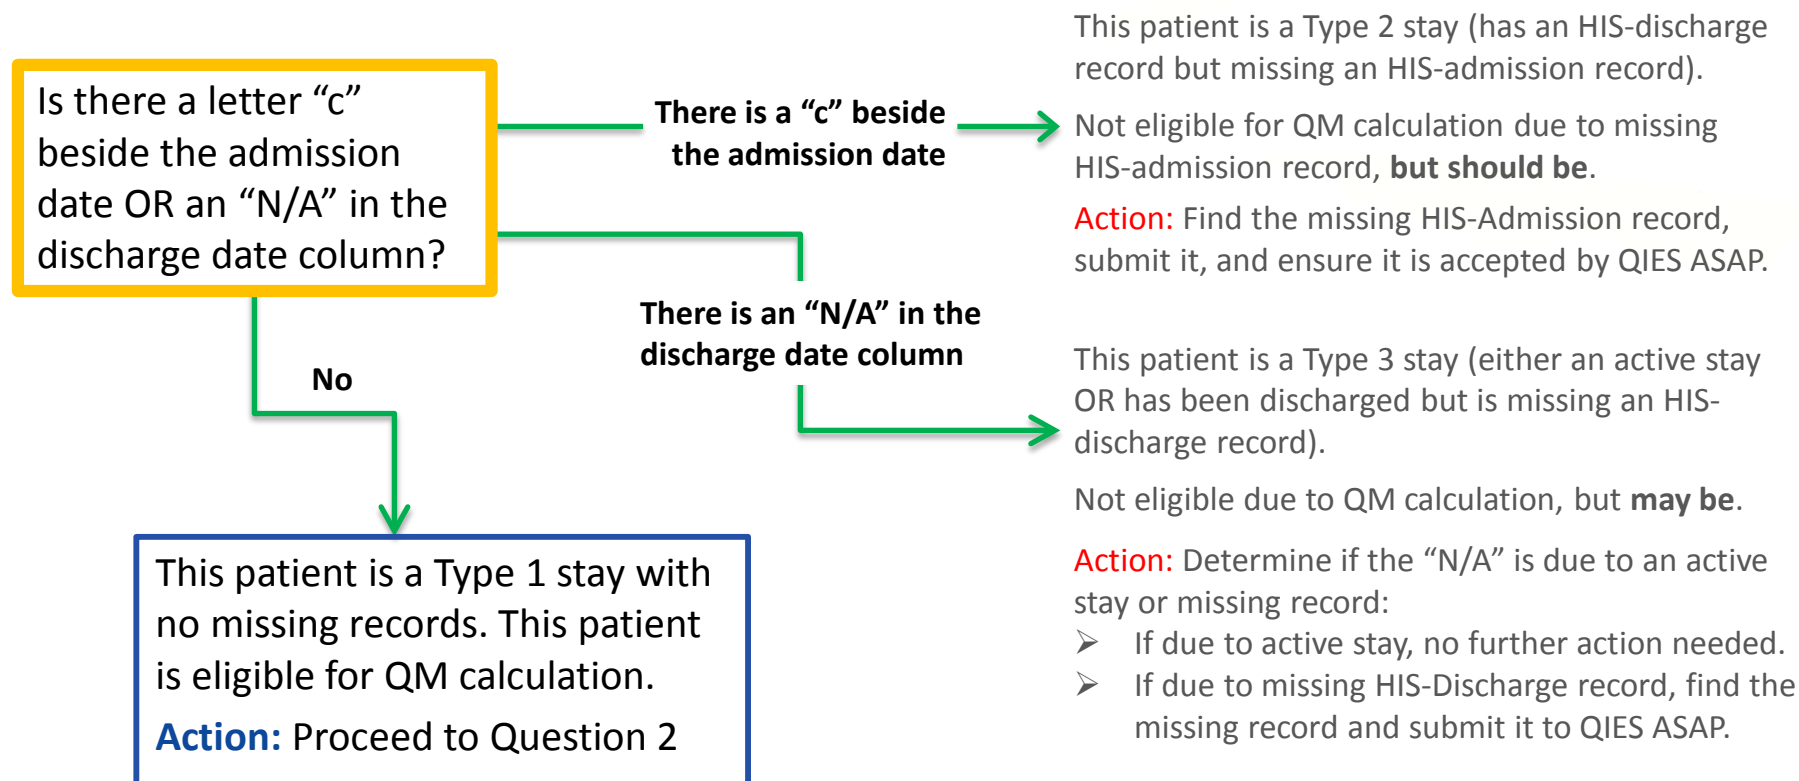 Is there a letter “c”
beside the admission
date OR an “N/A” in the
discharge date column?
There is a “c” beside
the admission date
This patient is a Type 2 stay (has an HIS-discharge
record but missing an HIS-admission record).
Not eligible for QM calculation due to missing
HIS-admission record, but should be.
Action: Find the missing HIS-Admission record,
submit it, and ensure it is accepted by QIES ASAP.
There is an “N/A” in the
discharge date column
This patient is a Type 3 stay (either an active stay
OR has been discharged but is missing an HIS-
discharge record).
Not eligible due to QM calculation, but may be.
Action: Determine if the “N/A” is due to an active
stay or missing record:
➢ If due to active stay, no further action needed.
➢ If due to missing HIS-Discharge record, find the
missing record and submit it to QIES ASAP.
No
This patient is a Type 1 stay with
no missing records. This patient
is eligible for QM calculation.
Action: Proceed to Question 2